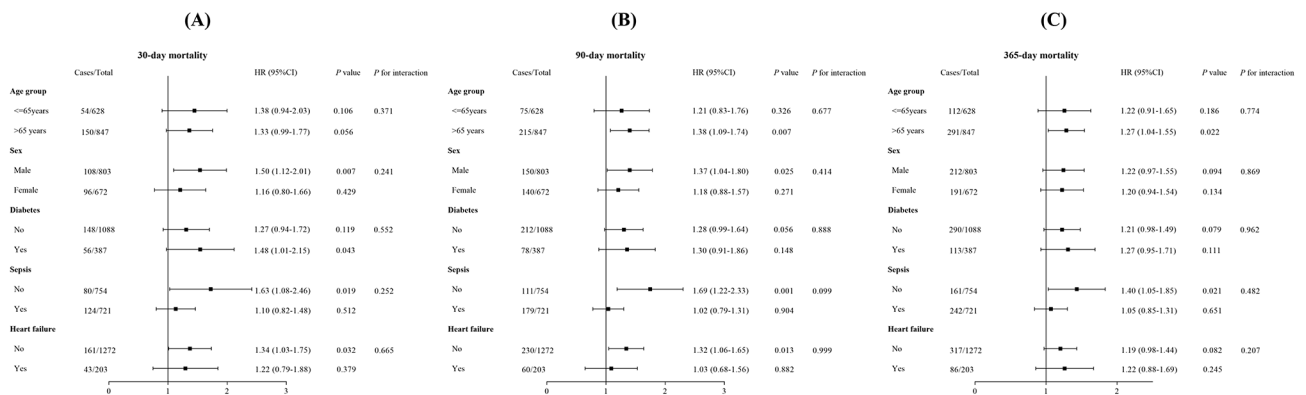 (A)
30-day mortality
Cases/Total HR (95%CI) P value P for interaction
Age group
<=65years 54/628 1.38 (0.94-2.03) 0.106 0.371
>65 years 150/847 1.33 (0.99-1.77) 0.056
Sex
Male 108/803 1.50 (1.12-2.01) 0.007 0.241
Female 96/672 1.16 (0.80-1.66) 0.429
Diabetes
No 148/1088 1.27 (0.94-1.72) 0.119 0.552
Yes 56/387 1.48 (1.01-2.15) 0.043
Sepsis
No 80/754 1.63 (1.08-2.46) 0.019 0.252
Yes 124/721 1.10 (0.82-1.48) 0.512
Heart failure
No 161/1272 1.34 (1.03-1.75) 0.032 0.665
Yes 43/203 1.22 (0.79-1.88) 0.379
0 1 2 3
(B)
90-day mortality
Cases/Total HR (95%CI) P value P for interaction
Age group
<=65years 75/628 1.21 (0.83-1.76) 0.326 0.677
>65 years 215/847 1.38 (1.09-1.74) 0.007
Sex
Male 150/803 1.37 (1.04-1.80) 0.025 0.414
Female 140/672 1.18 (0.88-1.57) 0.271
Diabetes
No 212/1088 1.28 (0.99-1.64) 0.056 0.888
Yes 78/387 1.30 (0.91-1.86) 0.148
Sepsis
No 111/754 1.69 (1.22-2.33) 0.001 0.099
Yes 179/721 1.02 (0.79-1.31) 0.904
Heart failure
No 230/1272 1.32 (1.06-1.65) 0.013 0.999
Yes 60/203 1.03 (0.68-1.56) 0.882
0 1 2 3
(C)
365-day mortality
Cases/Total HR (95%CI) P value P for interaction
Age group
<=65years 112/628 1.22 (0.91-1.65) 0.186 0.774
>65 years 291/847 1.27 (1.04-1.55) 0.022
Sex
Male 212/803 1.22 (0.97-1.55) 0.094 0.869
Female 191/672 1.20 (0.94-1.54) 0.134
Diabetes
No 290/1088 1.21 (0.98-1.49) 0.079 0.962
Yes 113/387 1.27 (0.95-1.71) 0.111
Sepsis
No 161/754 1.40 (1.05-1.85) 0.021 0.482
Yes 242/721 1.05 (0.85-1.31) 0.651
Heart failure
No 317/1272 1.19 (0.98-1.44) 0.082 0.207
Yes 86/203 1.22 (0.88-1.69) 0.245
0 1 2